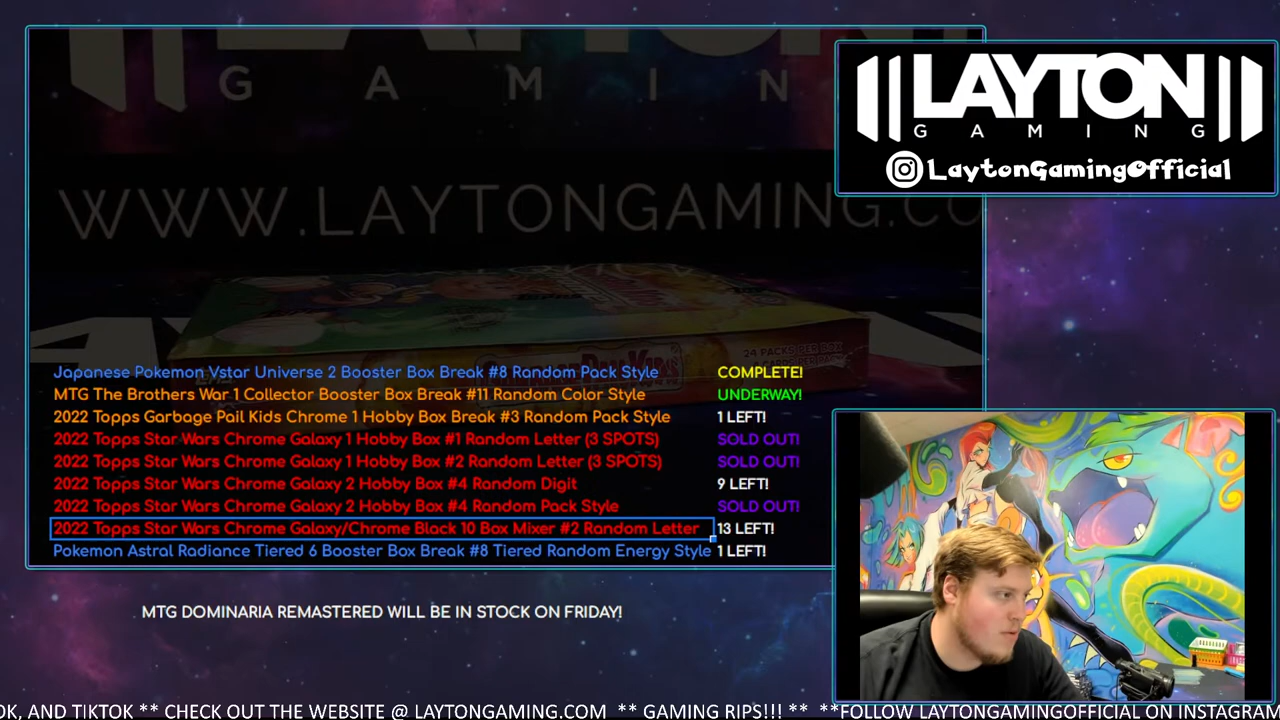 G A M I N
LAYTON
G A M I N G
LaytonGamingOfficial
WWW.LAYTONGAMING.CO
24 PACKS PER BOX
Japanese Pokemon Vstar Universe 2 Booster Box Break #8 Random Pack Style COMPLETE!
MTG The Brothers War 1 Collector Booster Box Break #11 Random Color Style UNDERWAY!
2022 Topps Garbage Pail Kids Chrome 1 Hobby Box Break #3 Random Pack Style 1 LEFT!
2022 Topps Star Wars Chrome Galaxy 1 Hobby Box #1 Random Letter (3 SPOTS) SOLD OUT!
2022 Topps Star Wars Chrome Galaxy 1 Hobby Box #2 Random Letter (3 SPOTS) SOLD OUT!
2022 Topps Star Wars Chrome Galaxy 2 Hobby Box #4 Random Digit 9 LEFT!
2022 Topps Star Wars Chrome Galaxy 2 Hobby Box #4 Random Pack Style SOLD OUT!
2022 Topps Star Wars Chrome Galaxy/Chrome Black 10 Box Mixer #2 Random Letter 13 LEFT!
Pokemon Astral Radiance Tiered 6 Booster Box Break #8 Tiered Random Energy Style 1 LEFT!
MTG DOMINARIA REMASTERED WILL BE IN STOCK ON FRIDAY!
OK, AND TIKTOK ** CHECK OUT THE WEBSITE @ LAYTONGAMING.COM ** GAMING RIPS!!! ** **FOLLOW LAYTONGAMINGOFFICIAL ON INSTAGRAM